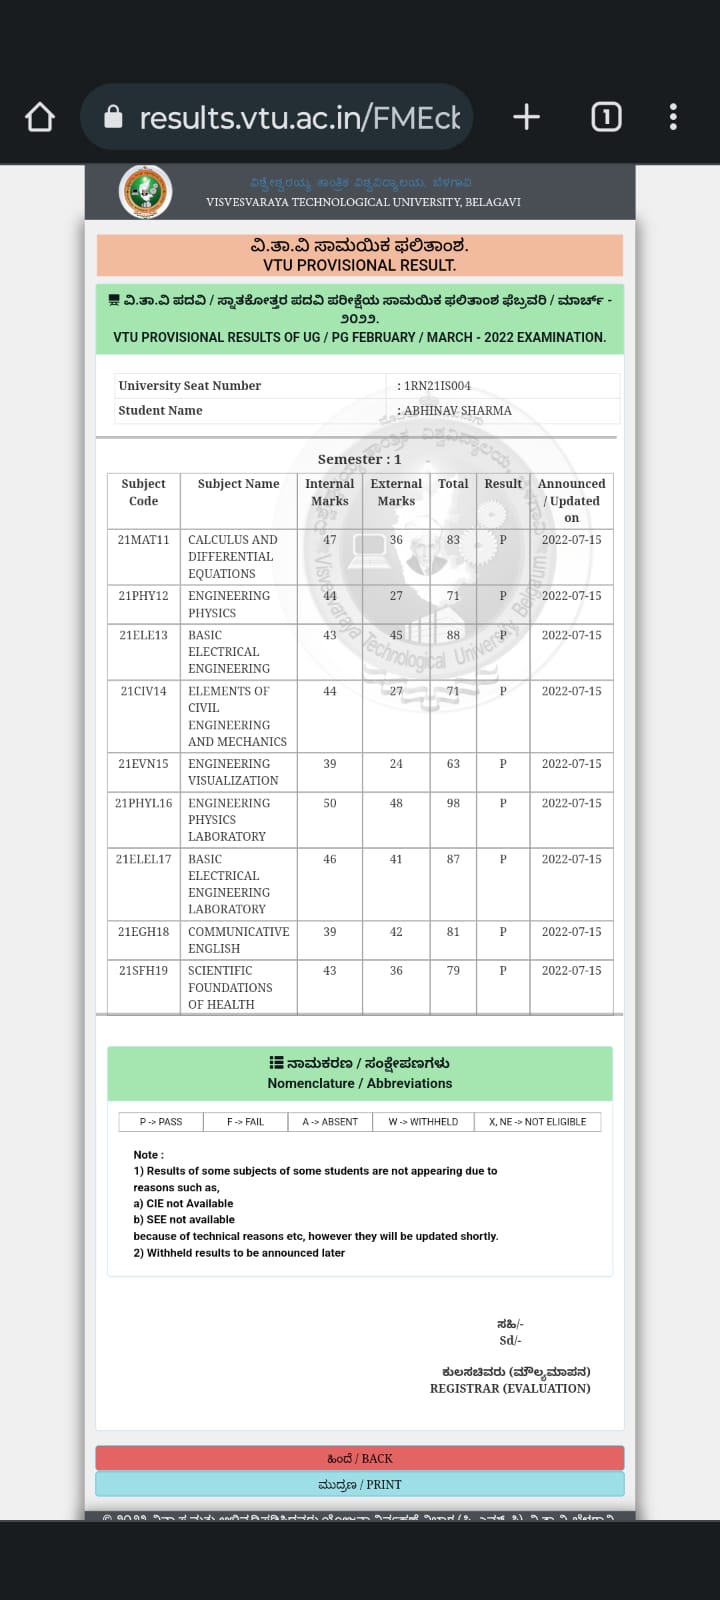 results.vtu.ac.in/FMEck
1
ವಿಶ್ವೇಶ್ವರಯ್ಯ ತಾಂತ್ರಿಕ ವಿಶ್ವವಿದ್ಯಾಲಯ, ಬೆಳಗಾವಿ
VISVESVARAYA TECHNOLOGICAL UNIVERSITY, BELAGAVI
ವಿ.ತಾ.ವಿ ಸಾಮಯಿಕ ಫಲಿತಾಂಶ.
VTU PROVISIONAL RESULT.
ವಿ.ತಾ.ವಿ ಪದವಿ / ಸ್ನಾತಕೋತ್ತರ ಪದವಿ ಪರೀಕ್ಷೆಯ ಸಾಮಯಿಕ ಫಲಿತಾಂಶ ಫೆಬ್ರವರಿ / ಮಾರ್ಚ್ -
೨೦೨೨.
VTU PROVISIONAL RESULTS OF UG / PG FEBRUARY / MARCH - 2022 EXAMINATION.
University Seat Number : 1RN21IS004
Student Name : ABHINAV SHARMA
Semester : 1
Subject Code Subject Name Internal Marks External Marks Total Result Announced / Updated on
21MAT11 CALCULUS AND DIFFERENTIAL EQUATIONS 47 36 83 P 2022-07-15
21PHY12 ENGINEERING PHYSICS 44 27 71 P 2022-07-15
21ELE13 BASIC ELECTRICAL ENGINEERING 43 45 88 P 2022-07-15
21CIV14 ELEMENTS OF CIVIL ENGINEERING AND MECHANICS 44 27 71 P 2022-07-15
21EVN15 ENGINEERING VISUALIZATION 39 24 63 P 2022-07-15
21PHYL16 ENGINEERING PHYSICS LABORATORY 50 48 98 P 2022-07-15
21ELEL17 BASIC ELECTRICAL ENGINEERING LABORATORY 46 41 87 P 2022-07-15
21EGH18 COMMUNICATIVE ENGLISH 39 42 81 P 2022-07-15
21SFH19 SCIENTIFIC FOUNDATIONS OF HEALTH 43 36 79 P 2022-07-15
Visvesvaraya Technological University Belgaum
ನಾಮಕರಣ / ಸಂಕ್ಷೇಪಣಗಳು
Nomenclature / Abbreviations
P -> PASS F -> FAIL A -> ABSENT W -> WITHHELD X, NE -> NOT ELIGIBLE
Note :
1) Results of some subjects of some students are not appearing due to
reasons such as,
a) CIE not Available
b) SEE not available
because of technical reasons etc, however they will be updated shortly.
2) Withheld results to be announced later
ಸಹಿ/-
Sd/-
ಕುಲಸಚಿವರು (ಮೌಲ್ಯಮಾಪನ)
REGISTRAR (EVALUATION)
ಹಿಂದೆ / BACK
ಮುದ್ರಣ / PRINT